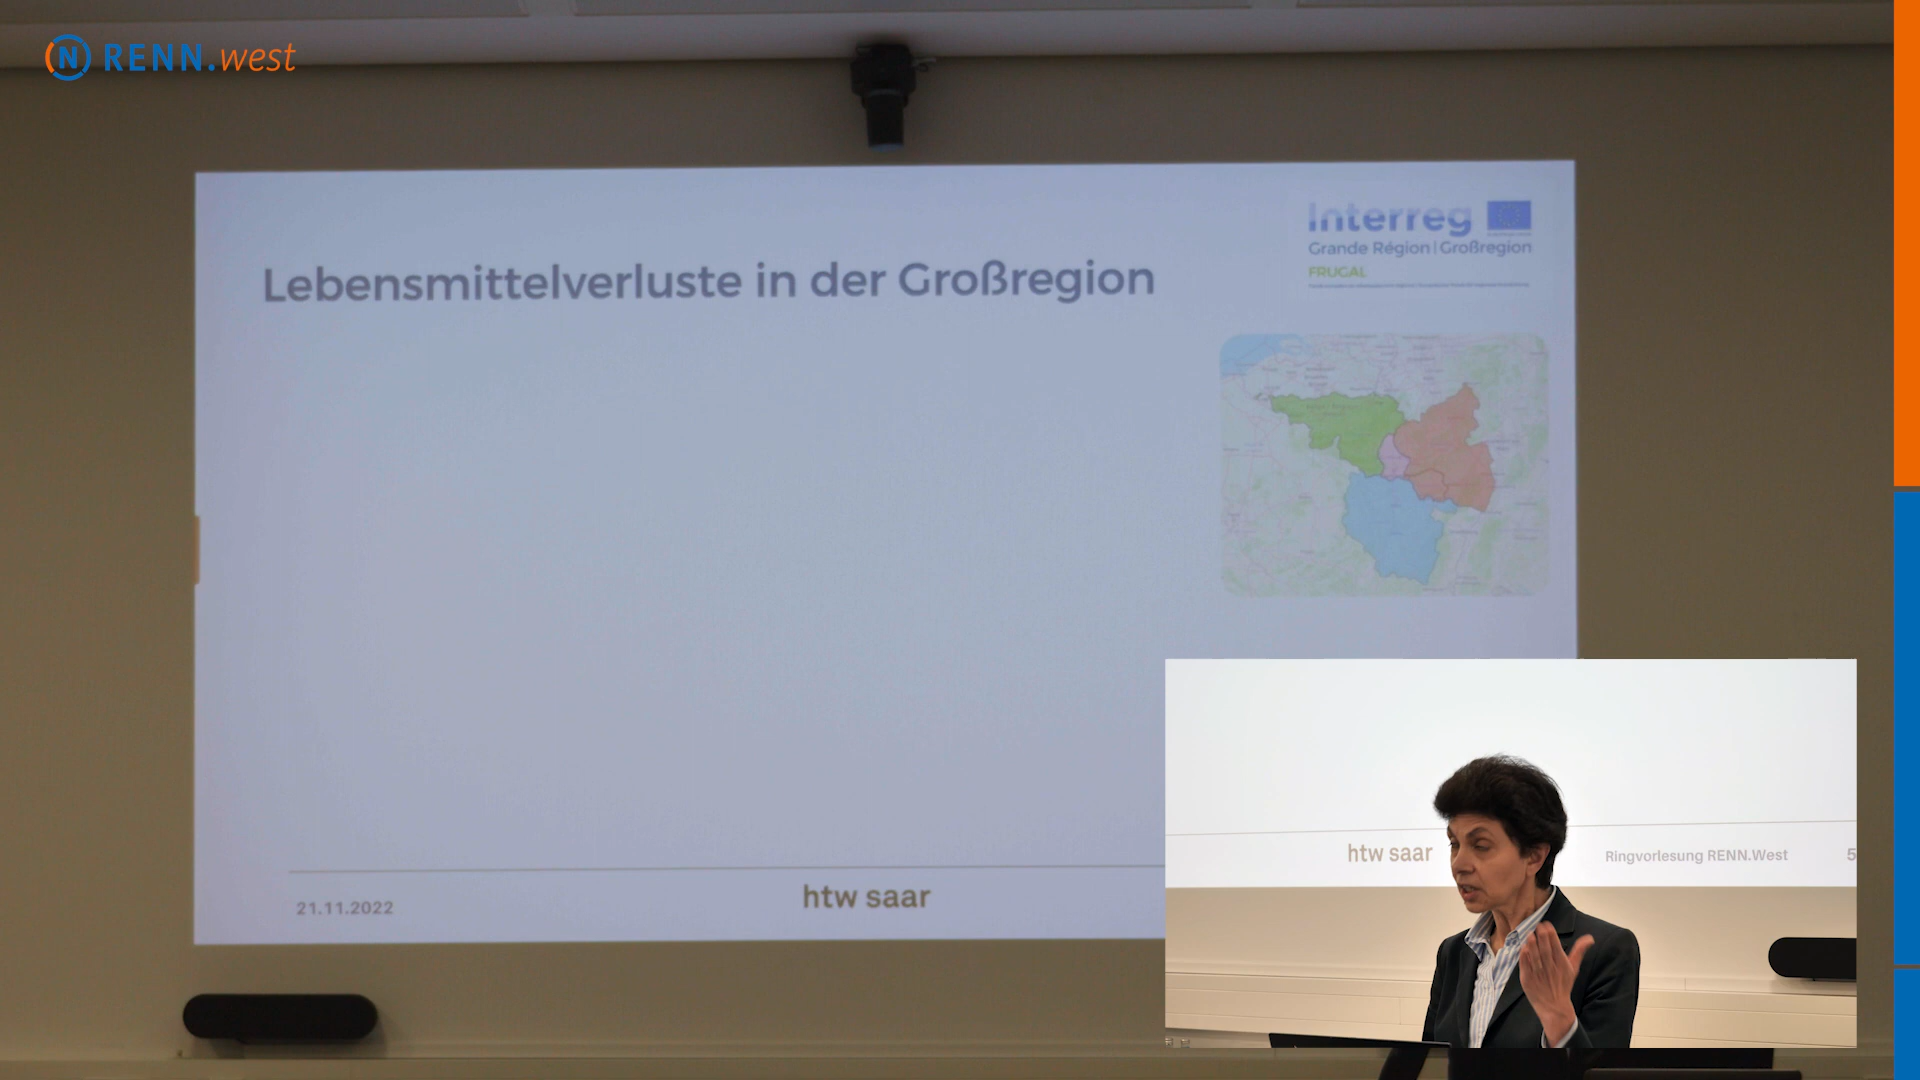 RENN.west
Interreg
Grande Région | Großregion
FRUGAL
Lebensmittelverluste in der Großregion
21.11.2022
htw saar
htw saar
Ringvorlesung RENN.West
5